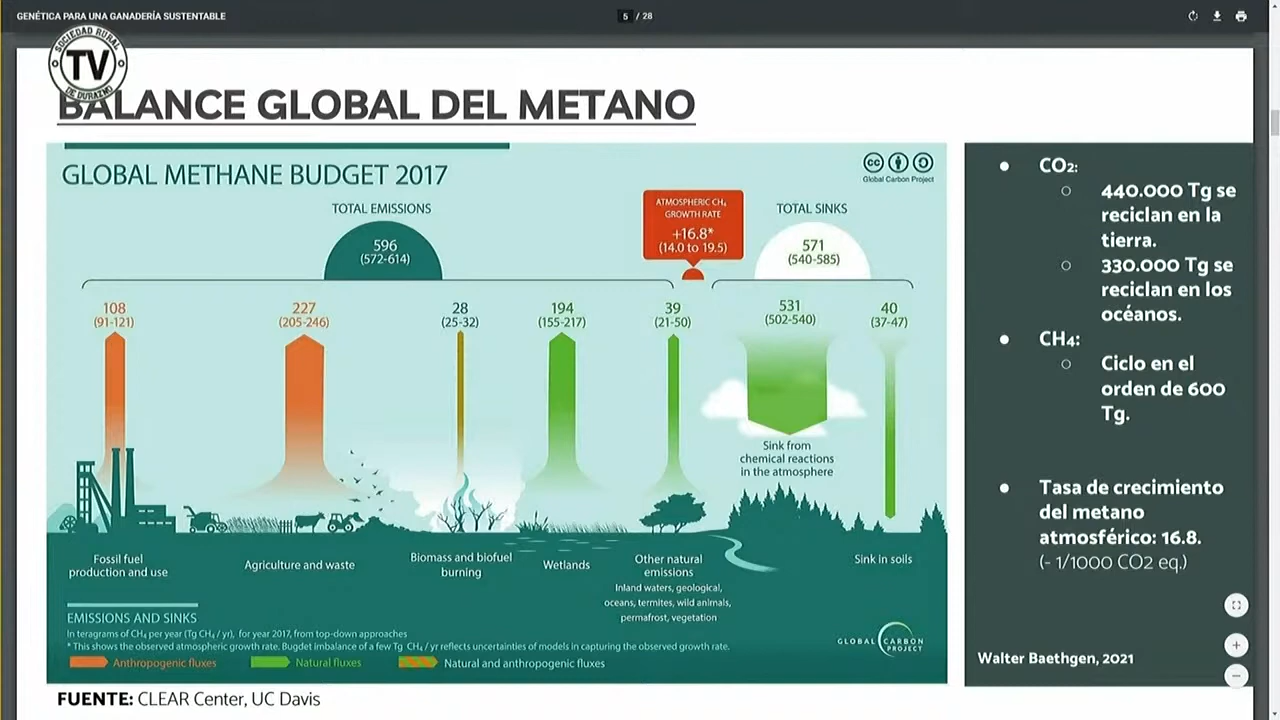 GENÉTICA PARA UNA GANADERÍA SUSTENTABLE
5 / 28
SOCIEDAD RURAL
TV
DE DURAZNO
BALANCE GLOBAL DEL METANO
GLOBAL METHANE BUDGET 2017
cc
Global Carbon Project
TOTAL EMISSIONS
596
(572-614)
ATMOSPHERIC CH₄
GROWTH RATE
+16.8*
(14.0 to 19.5)
TOTAL SINKS
571
(540-585)
108
(91-121)
227
(205-246)
28
(25-32)
194
(155-217)
39
(21-50)
531
(502-540)
40
(37-47)
Sink from
chemical reactions
in the atmosphere
Fossil fuel
production and use
Agriculture and waste
Biomass and biofuel
burning
Wetlands
Other natural
emissions
Inland waters, geological,
oceans, termites, wild animals,
permafrost, vegetation
Sink in soils
EMISSIONS AND SINKS
In teragrams of CH₄ per year (Tg CH₄ / yr), for year 2017, from top-down approaches
* This shows the observed atmospheric growth rate. Bugdet imbalance of a few Tg CH₄ / yr reflects uncertainties of models in capturing the observed growth rate.
Anthropogenic fluxes
Natural fluxes
Natural and anthropogenic fluxes
GLOBAL CARBON
PROJECT
• CO₂:
○ 440.000 Tg se
reciclan en la
tierra.
○ 330.000 Tg se
reciclan en los
océanos.
• CH₄:
○ Ciclo en el
orden de 600
Tg.
• Tasa de crecimiento
del metano
atmosférico: 16.8.
(- 1/1000 CO2 eq.)
Walter Baethgen, 2021
FUENTE: CLEAR Center, UC Davis